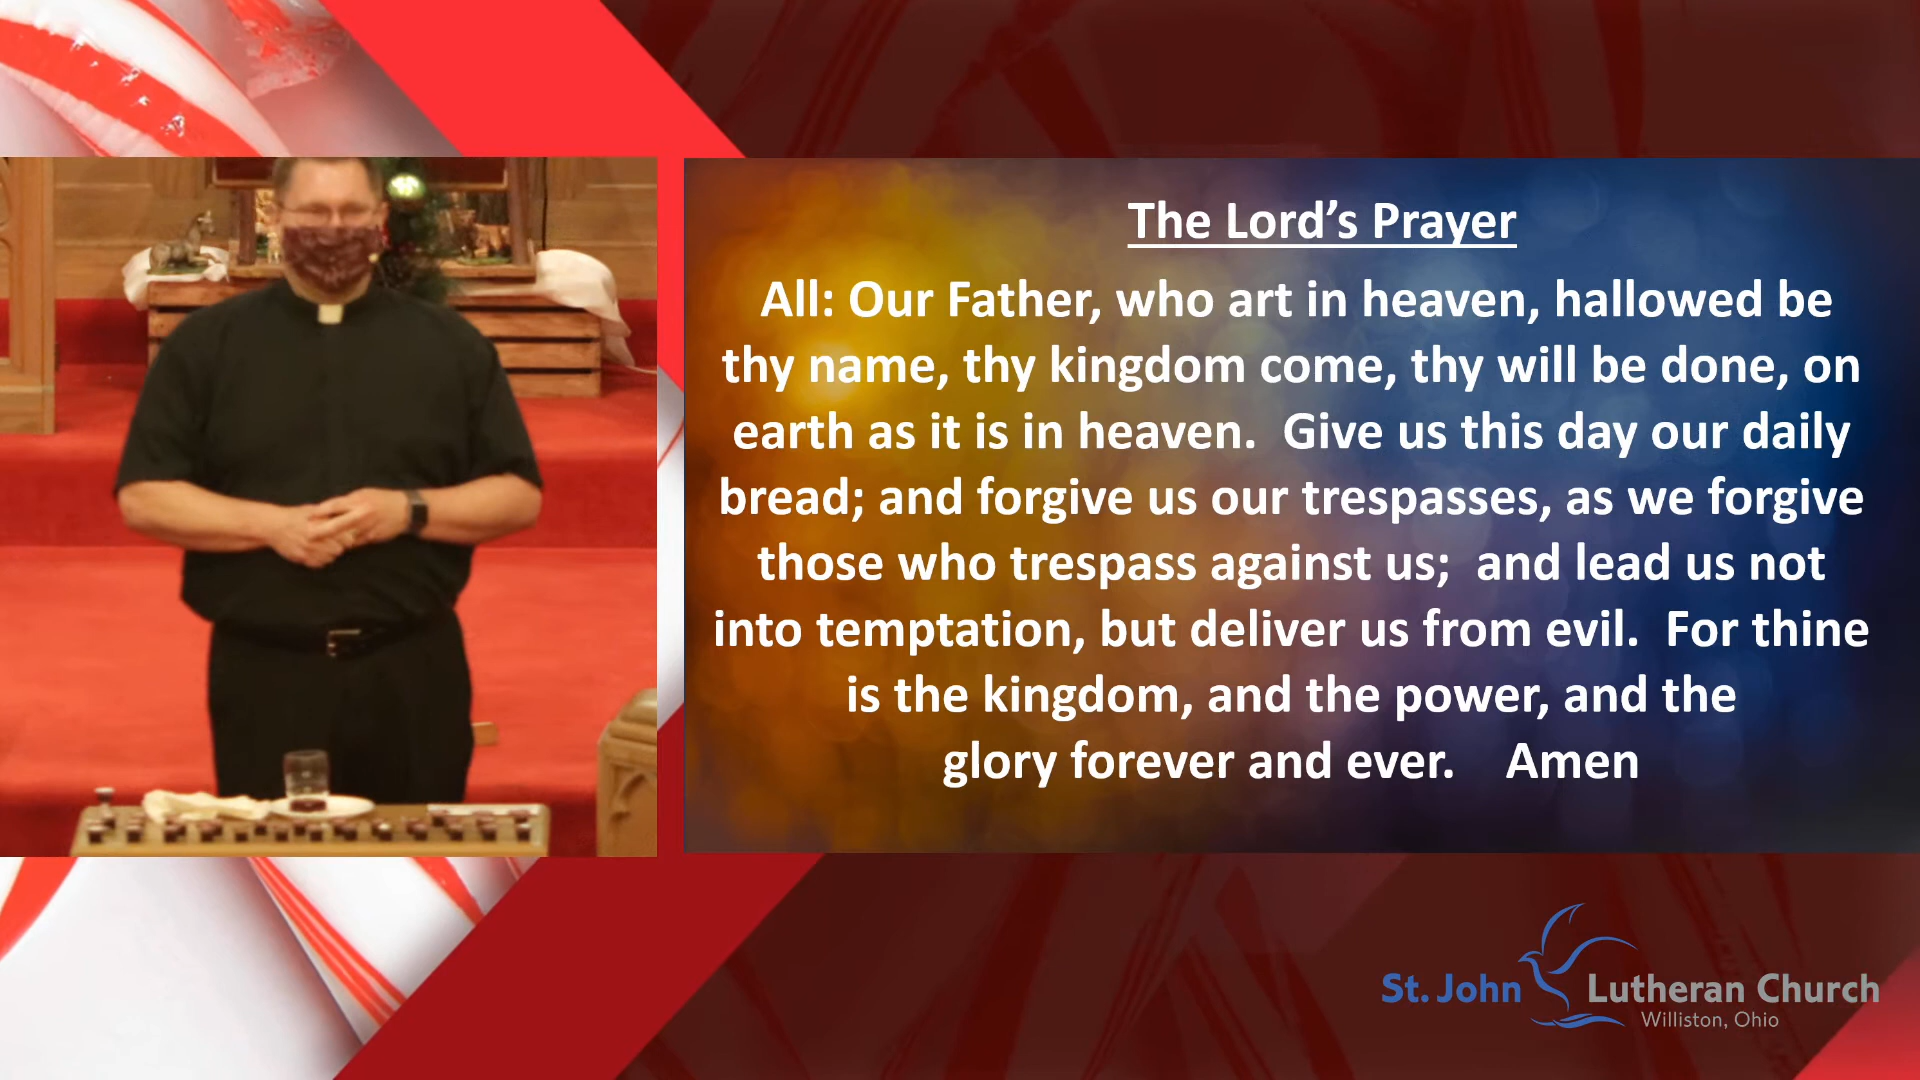 The Lord's Prayer
All: Our Father, who art in heaven, hallowed be
thy name, thy kingdom come, thy will be done, on
earth as it is in heaven.  Give us this day our daily
bread; and forgive us our trespasses, as we forgive
those who trespass against us;  and lead us not
into temptation, but deliver us from evil.  For thine
is the kingdom, and the power, and the
glory forever and ever.    Amen
St. John Lutheran Church
Williston, Ohio